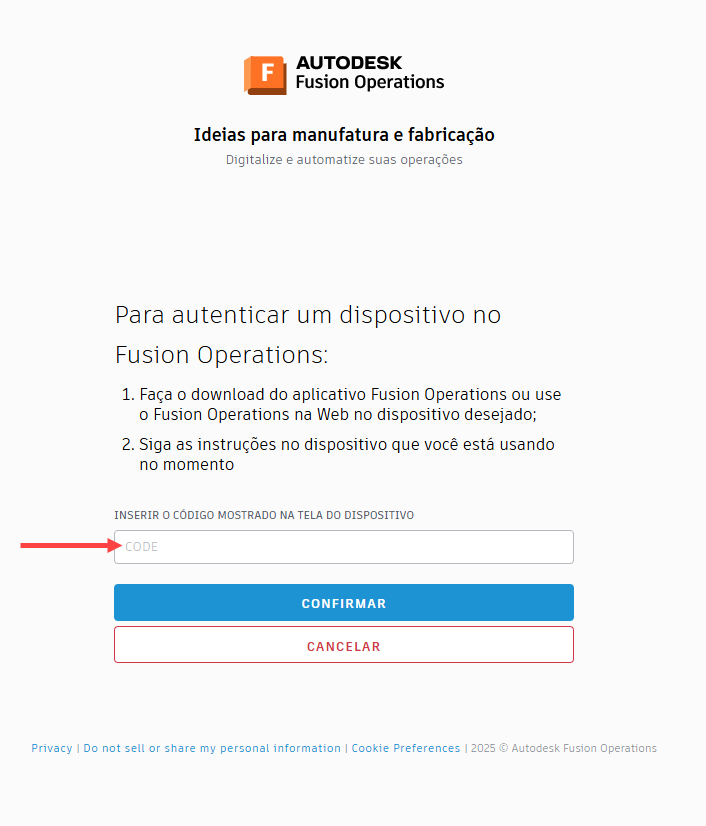 F
AUTODESK
Fusion Operations
Ideias para manufatura e fabricação
Digitalize e automatize suas operações
Para autenticar um dispositivo no
Fusion Operations:
1. Faça o download do aplicativo Fusion Operations ou use
o Fusion Operations na Web no dispositivo desejado;
2. Siga as instruções no dispositivo que você está usando
no momento
INSERIR O CÓDIGO MOSTRADO NA TELA DO DISPOSITIVO
CODE
CONFIRMAR
CANCELAR
Privacy | Do not sell or share my personal information | Cookie Preferences | 2025 © Autodesk Fusion Operations